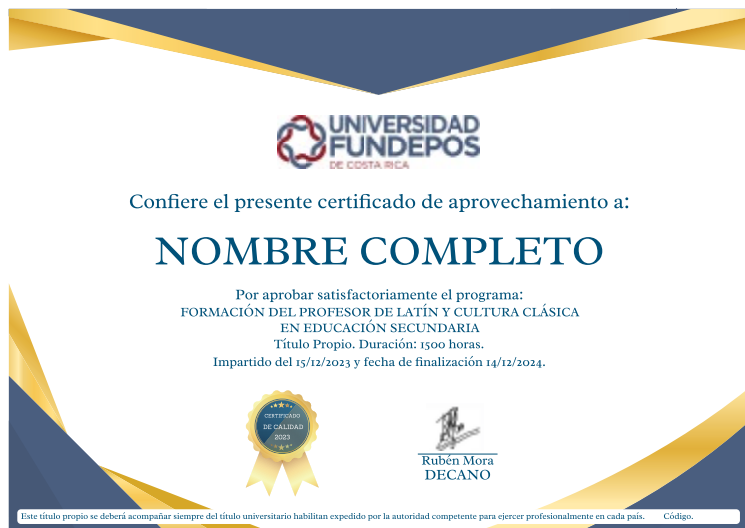 UNIVERSIDAD
FUNDEPOS
DE COSTA RICA
Confiere el presente certificado de aprovechamiento a:
NOMBRE COMPLETO
Por aprobar satisfactoriamente el programa:
FORMACIÓN DEL PROFESOR DE LATÍN Y CULTURA CLÁSICA
EN EDUCACIÓN SECUNDARIA
Título Propio. Duración: 1500 horas.
Impartido del 15/12/2023 y fecha de finalización 14/12/2024.
CERTIFICADO
DE CALIDAD
2023
Rubén Mora
DECANO
Este título propio se deberá acompañar siempre del título universitario habilitan expedido por la autoridad competente para ejercer profesionalmente en cada país. Código.